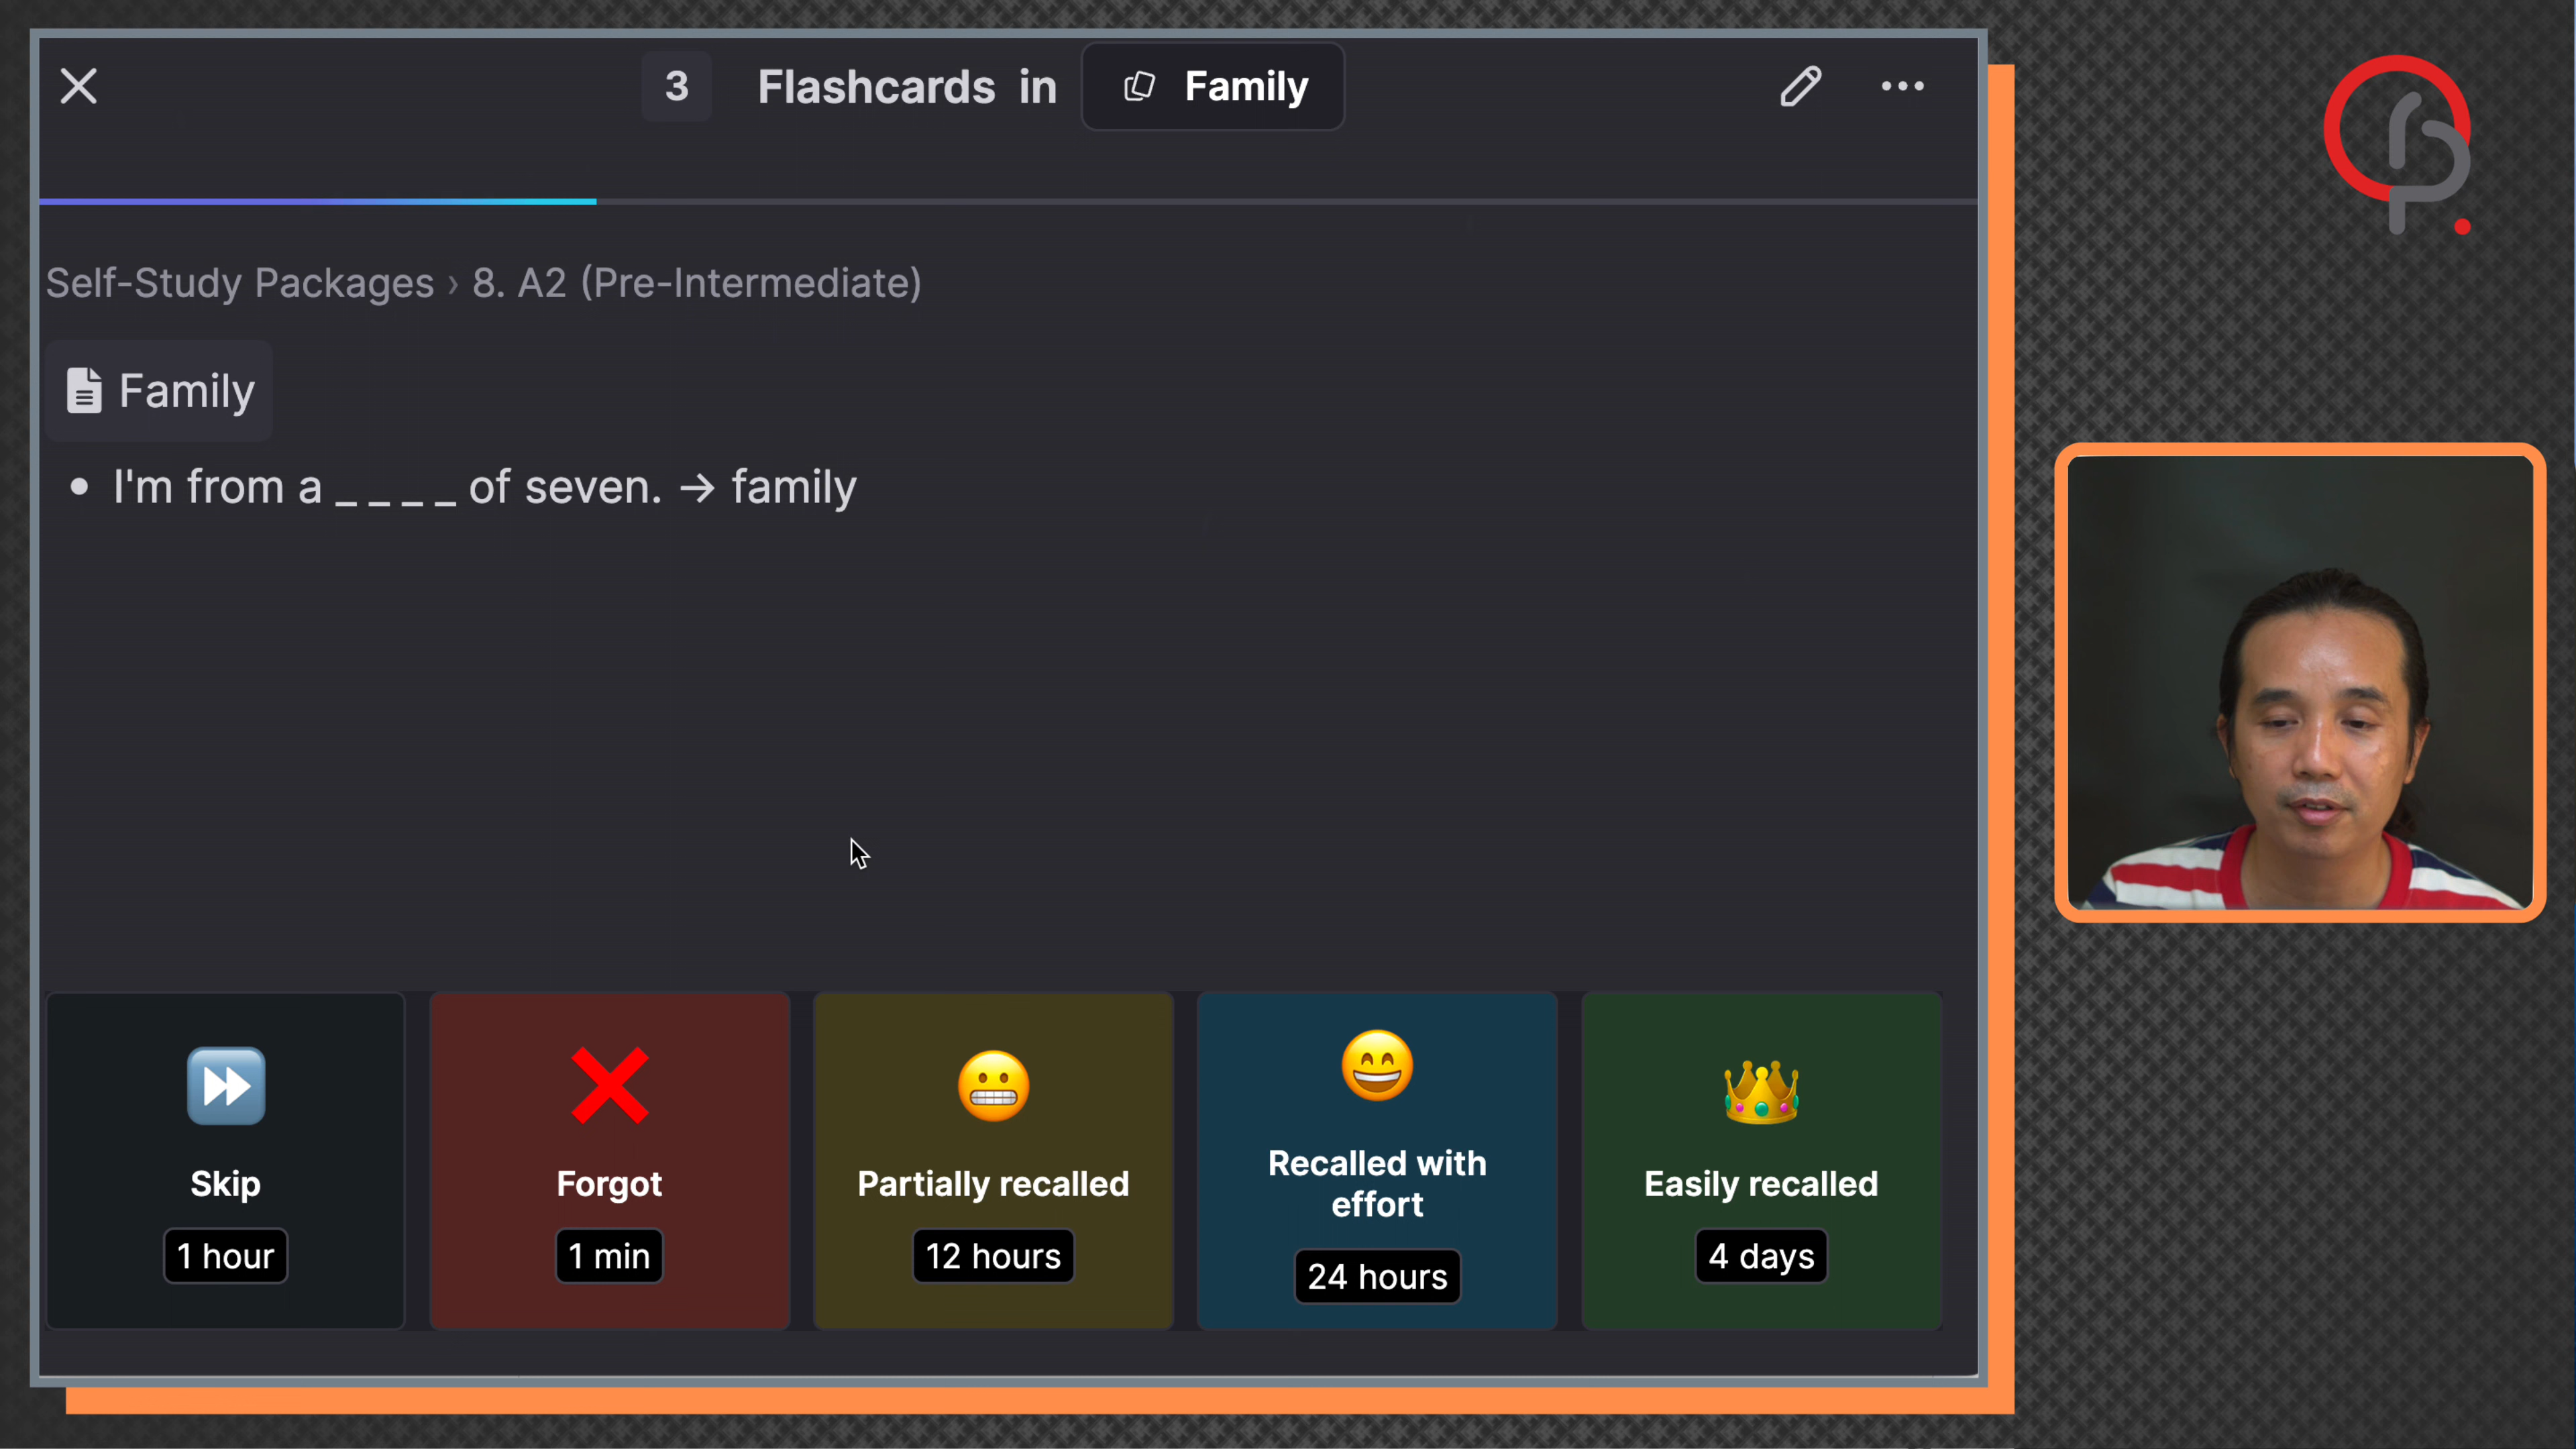 3 Flashcards in Family
Self-Study Packages › 8. A2 (Pre-Intermediate)
Family
• I'm from a _ _ _ _ of seven. → family
Skip
1 hour
Forgot
1 min
Partially recalled
12 hours
Recalled with
effort
24 hours
Easily recalled
4 days